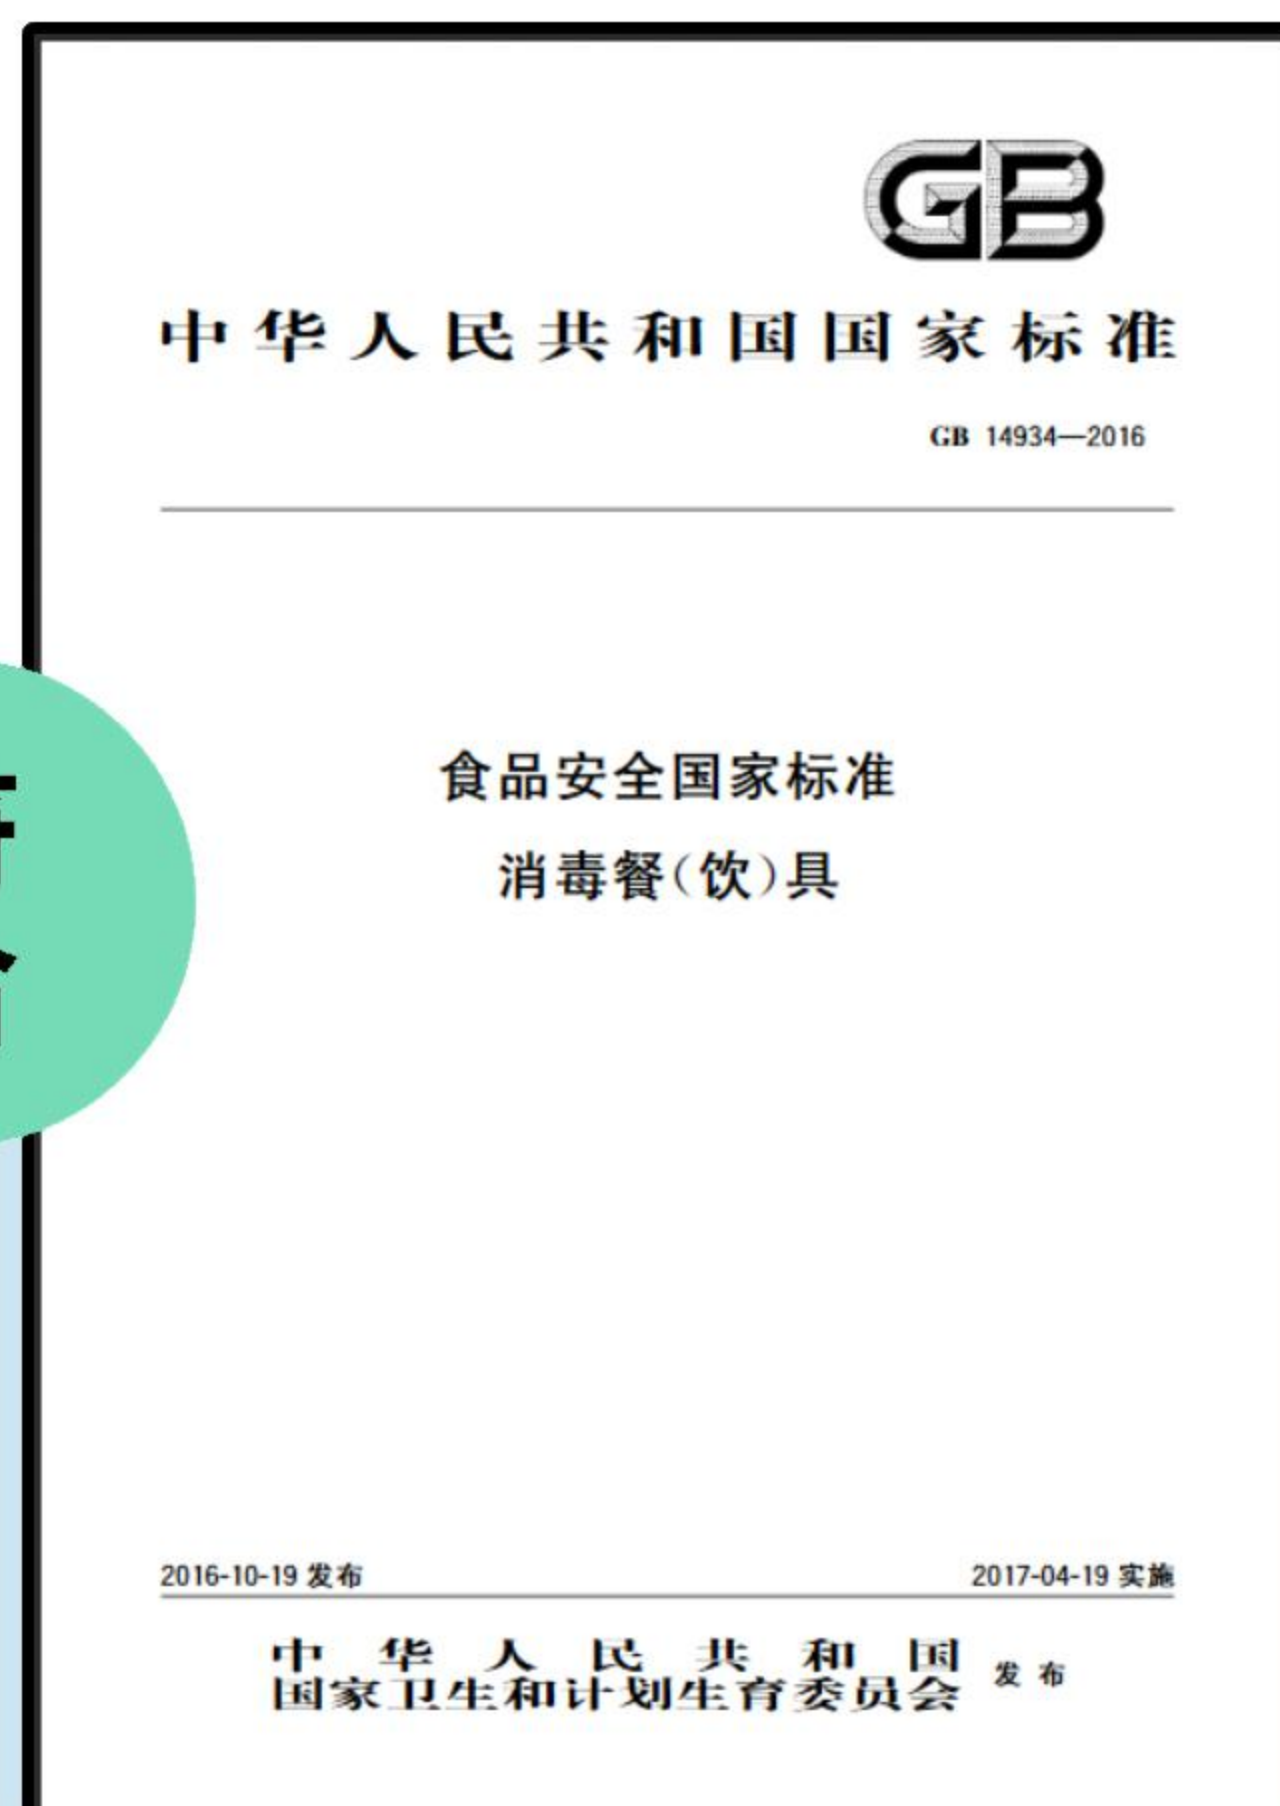 GB
中华人民共和国国家标准
GB 14934—2016
食品安全国家标准
消毒餐(饮)具
2016-10-19 发布
2017-04-19 实施
中华人民共和国
国家卫生和计划生育委员会 发布